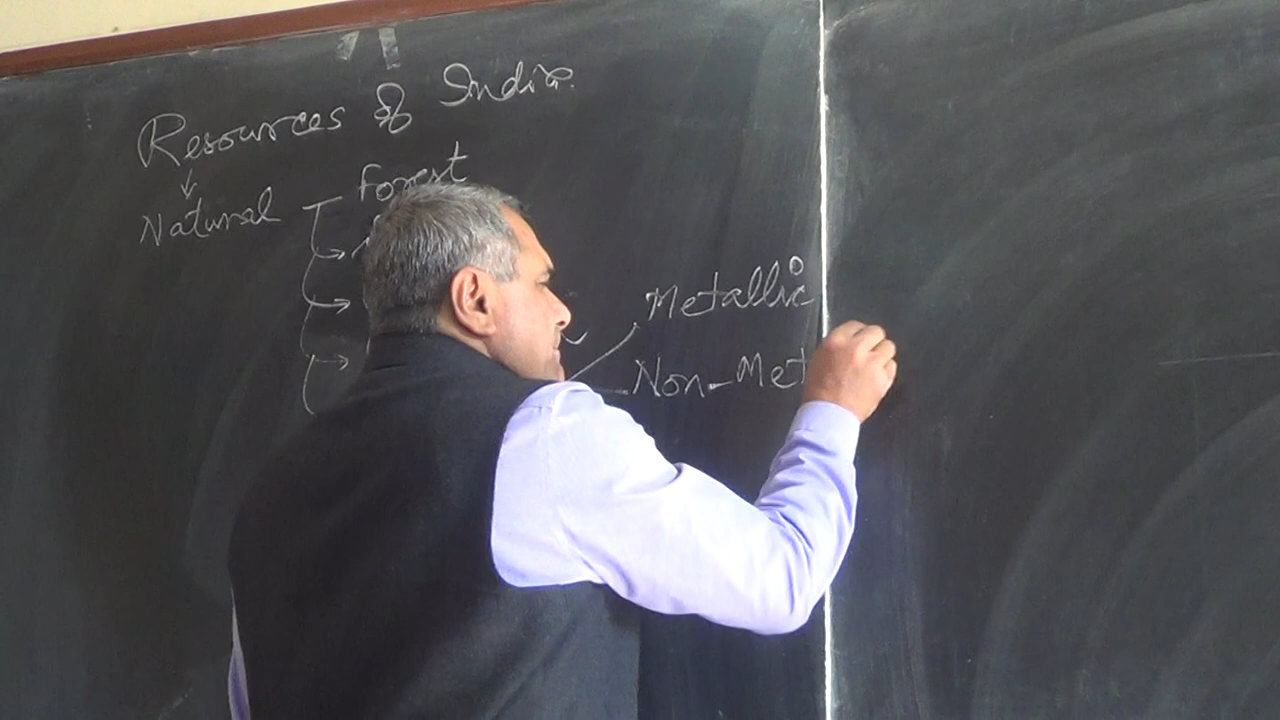 Resources of India.
Natural
Forest
Metallic
Non-Met